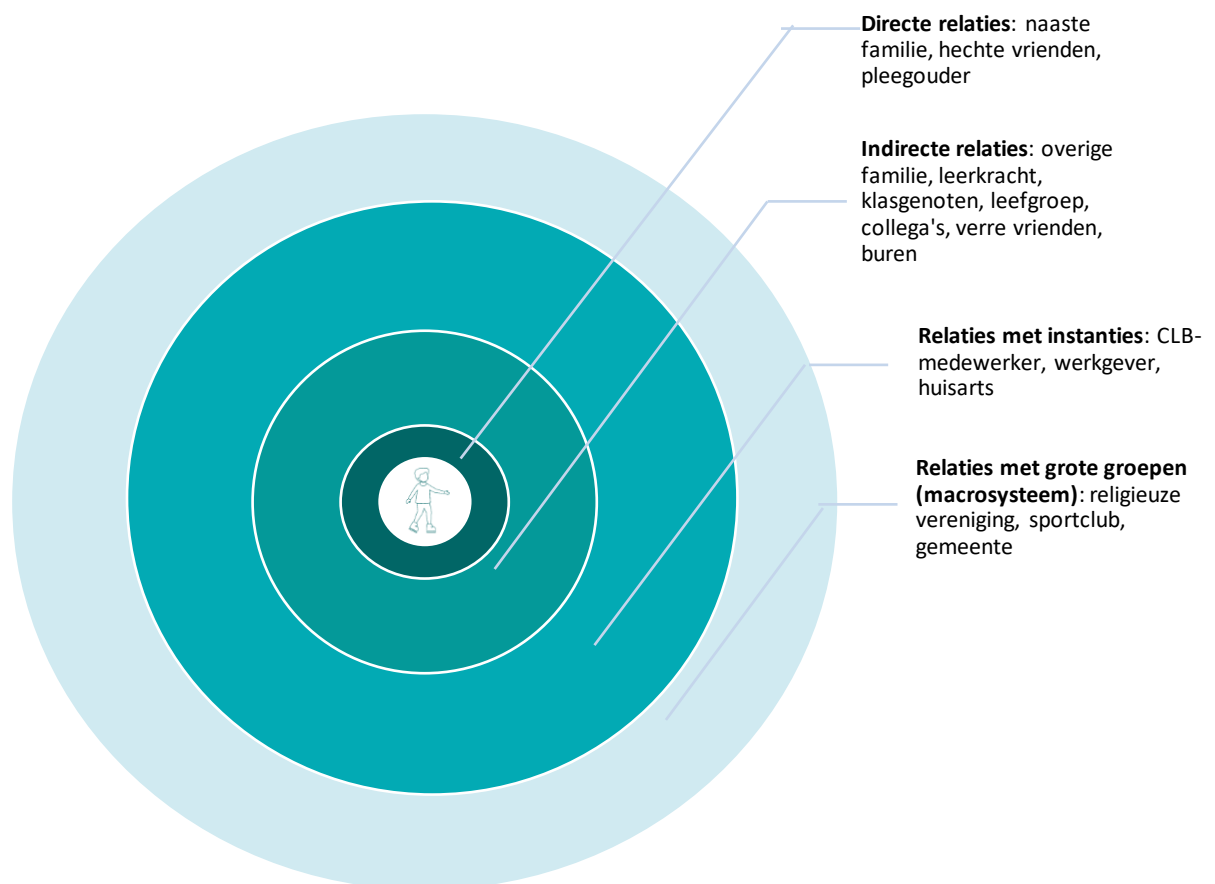 Directe relaties: naaste
familie, hechte vrienden,
pleegouder
Indirecte relaties: overige
familie, leerkracht,
klasgenoten, leefgroep,
collega's, verre vrienden,
buren
Relaties met instanties: CLB-
medewerker, werkgever,
huisarts
Relaties met grote groepen
(macrosysteem): religieuze
vereniging, sportclub,
gemeente